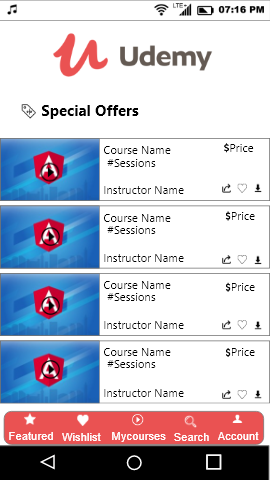 LTE 07:16 PM
Udemy
Special Offers
Course Name $Price
#Sessions
Instructor Name
Course Name $Price
#Sessions
Instructor Name
Course Name $Price
#Sessions
Instructor Name
Course Name $Price
#Sessions
Instructor Name
Featured Wishlist Mycourses Search Account